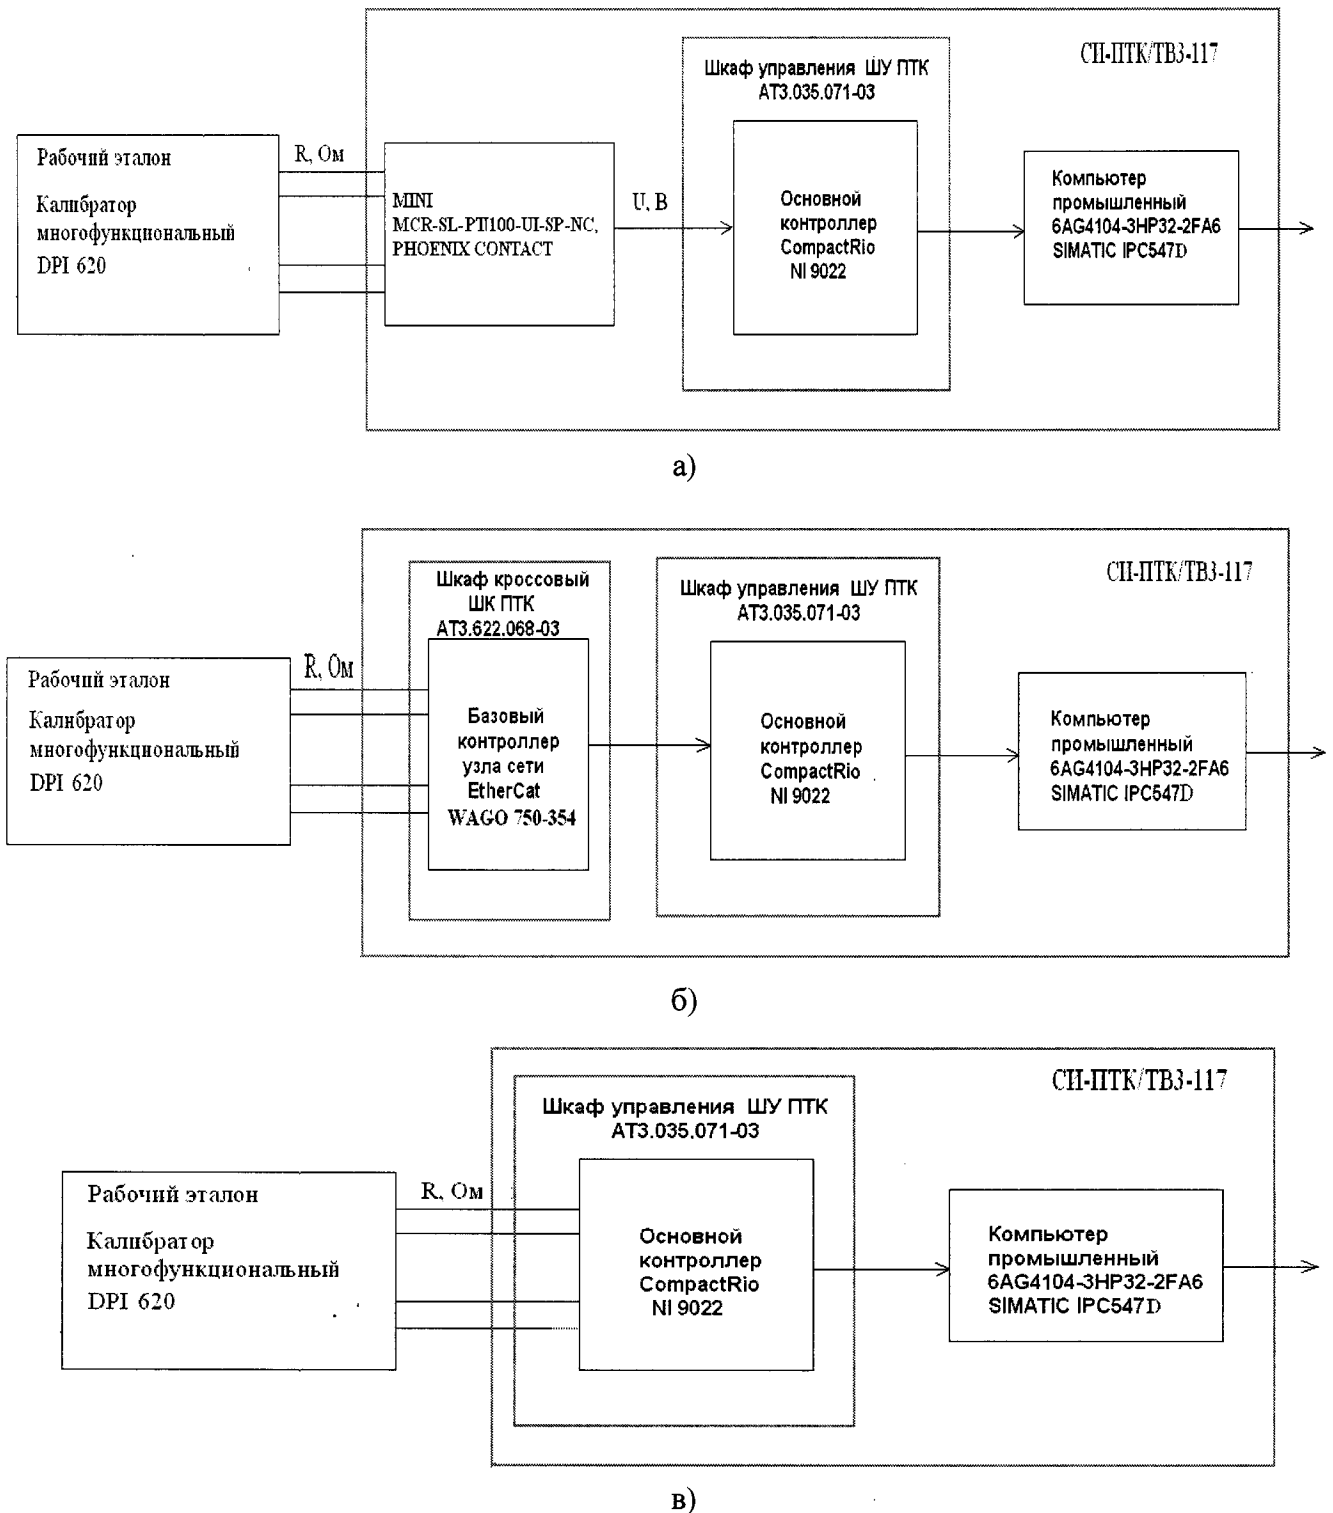 СИ-ПТК/ТВ3-117
Шкаф управления ШУ ПТК
АТ3.035.071-03
Рабочий эталон
Калибратор
многофункциональный
DPI 620
R, Ом
MINI
MCR-SL-PT100-UI-SP-NC,
PHOENIX CONTACT
U, В
Основной
контроллер
CompactRio
NI 9022
Компьютер
промышленный
6AG4104-3HP32-2FA6
SIMATIC IPC547D
а)
СИ-ПТК/ТВ3-117
Шкаф кроссовый
ШК ПТК
АТ3.622.068-03
Шкаф управления ШУ ПТК
АТ3.035.071-03
Рабочий эталон
Калибратор
многофункциональный
DPI 620
R, Ом
Базовый
контроллер
узла сети
EtherCat
WAGO 750-354
Основной
контроллер
CompactRio
NI 9022
Компьютер
промышленный
6AG4104-3HP32-2FA6
SIMATIC IPC547D
б)
СИ-ПТК/ТВ3-117
Шкаф управления ШУ ПТК
АТ3.035.071-03
Рабочий эталон
Калибратор
многофункциональный
DPI 620
R, Ом
Основной
контроллер
CompactRio
NI 9022
Компьютер
промышленный
6AG4104-3HP32-2FA6
SIMATIC IPC547D
в)